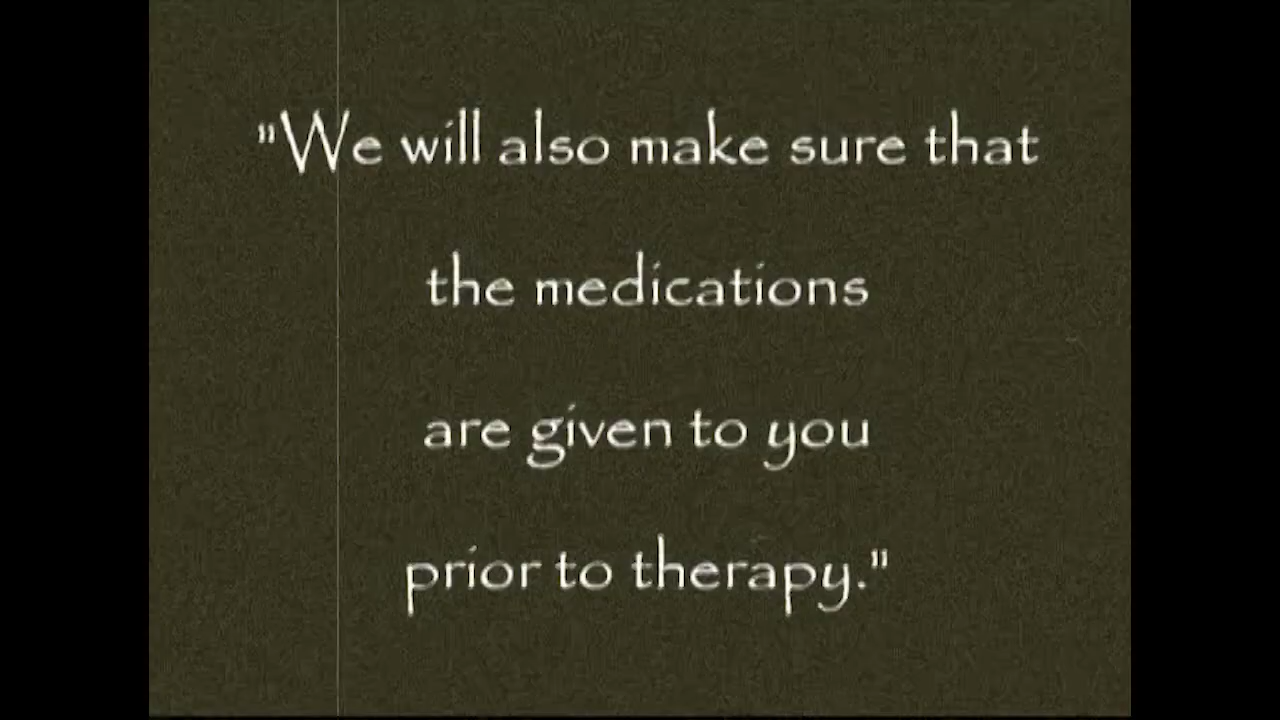 "We will also make sure that
the medications
are given to you
prior to therapy."